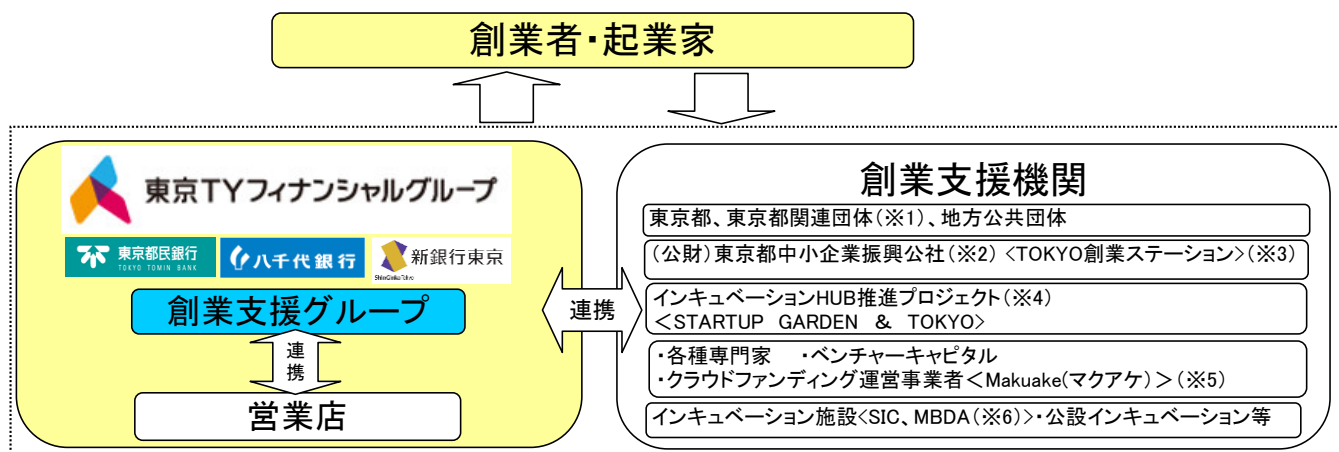 創業者・起業家
東京TYフィナンシャルグループ
東京都民銀行
TOKYO TOMIN BANK
八千代銀行
新銀行東京
ShinGinko Tokyo
創業支援グループ
連携
営業店
連携
創業支援機関
東京都、東京都関連団体(※1)、地方公共団体
(公財)東京都中小企業振興公社(※2) <TOKYO創業ステーション>(※3)
インキュベーションHUB推進プロジェクト(※4)
＜STARTUP GARDEN & TOKYO＞
・各種専門家 ・ベンチャーキャピタル
・クラウドファンディング運営事業者＜Makuake(マクアケ)＞(※5)
インキュベーション施設<SIC、MBDA(※6)>・公設インキュベーション等